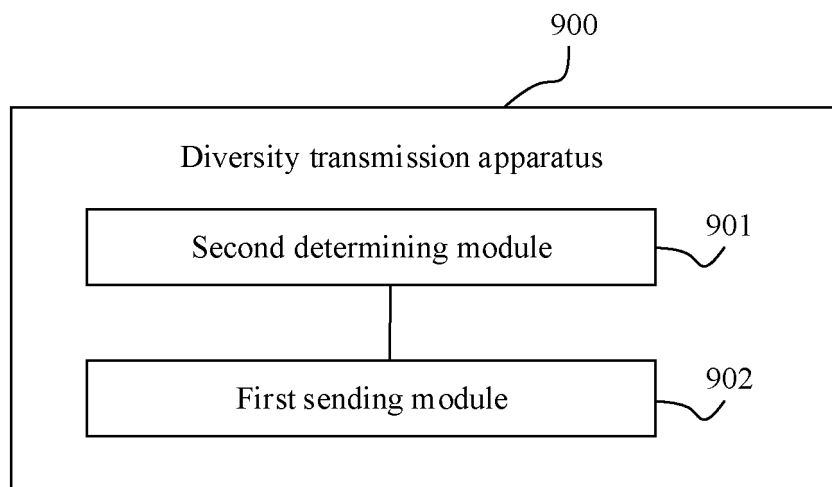 900
Diversity transmission apparatus
Second determining module
901
First sending module
902